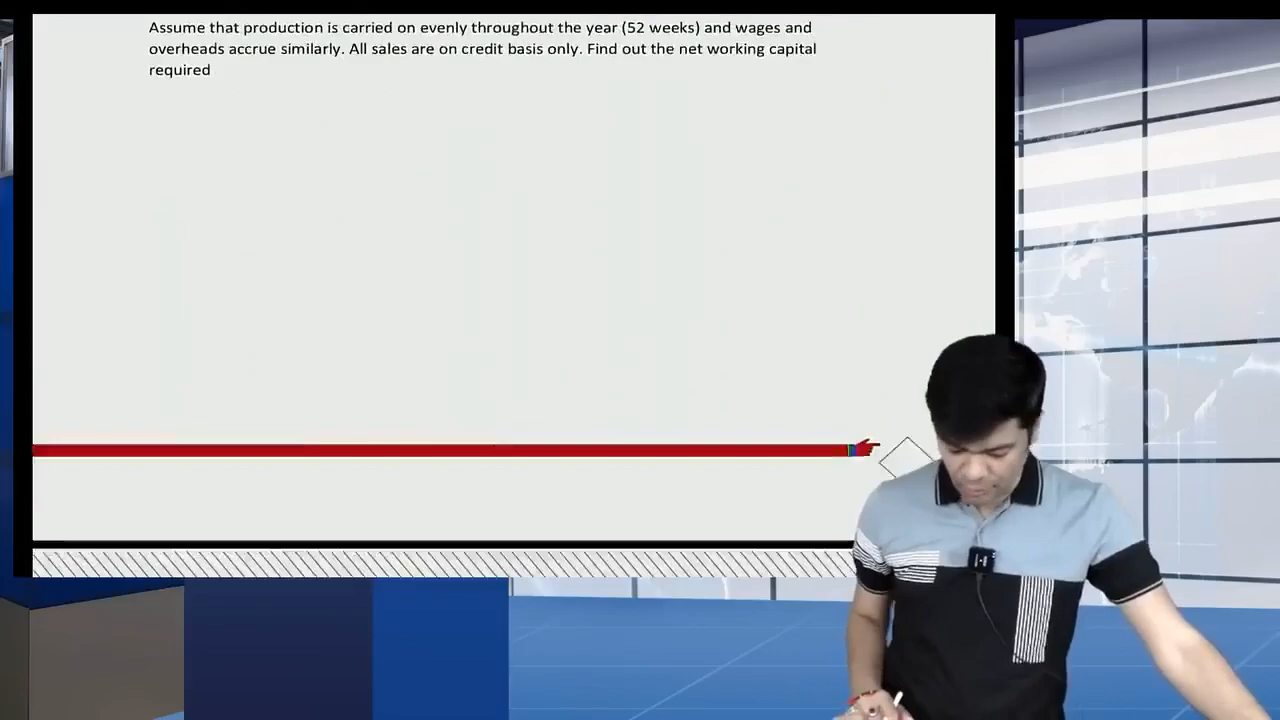 Assume that production is carried on evenly throughout the year (52 weeks) and wages and
overheads accrue similarly. All sales are on credit basis only. Find out the net working capital
required